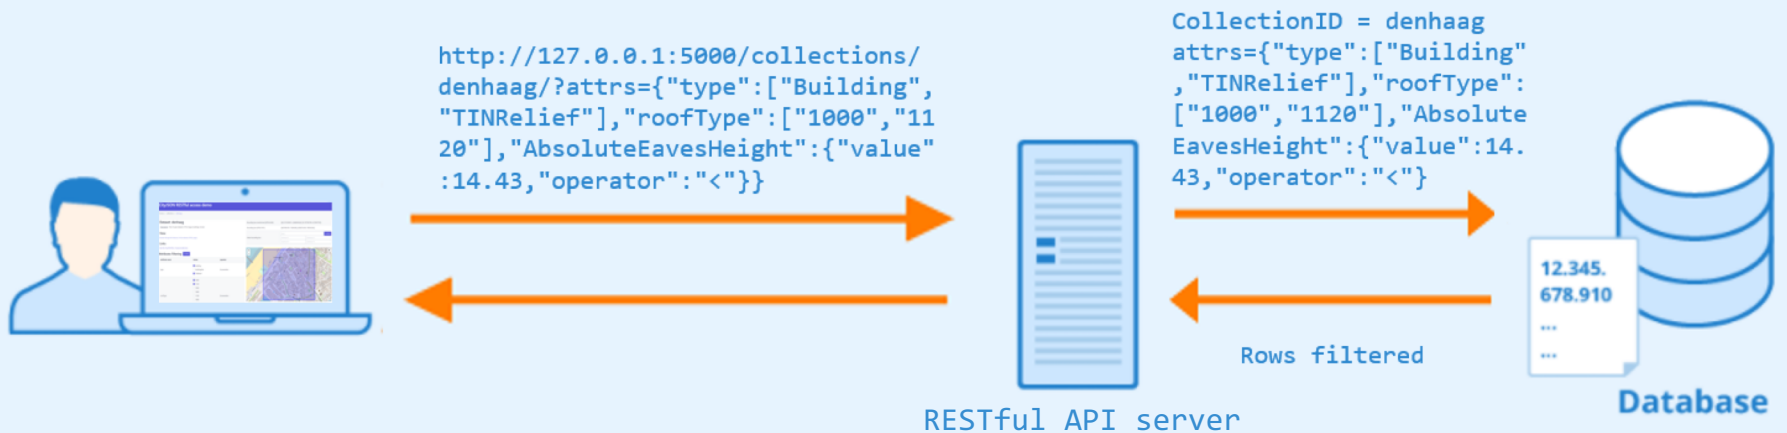 http://127.0.0.1:5000/collections/
denhaag/?attrs={"type":["Building",
"TINRelief"],"roofType":["1000","11
20"],"AbsoluteEavesHeight":{"value"
:14.43,"operator":"<"}}
CollectionID = denhaag
attrs={"type":["Building"
,"TINRelief"],"roofType":
["1000","1120"],"Absolute
EavesHeight":{"value":14.
43,"operator":"<"}
12.345.
678.910
...
...
Rows filtered
Database
RESTful API server